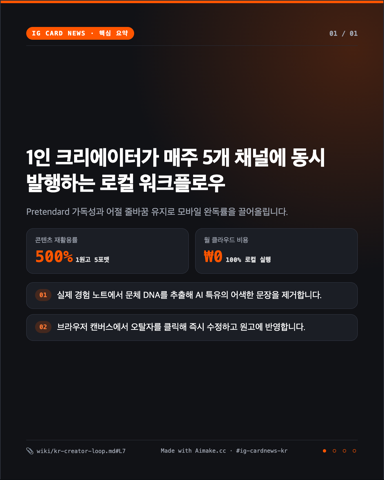 IG CARD NEWS · 핵심 요약
01 / 01
1인 크리에이터가 매주 5개 채널에 동시
발행하는 로컬 워크플로우
Pretendard 가독성과 어절 줄바꿈 유지로 모바일 완독률을 끌어올립니다.
콘텐츠 재활용률
500% 1원고 5포맷
월 클라우드 비용
₩0 100% 로컬 실행
01 실제 경험 노트에서 문체 DNA를 추출해 AI 특유의 어색한 문장을 제거합니다.
02 브라우저 캔버스에서 오탈자를 클릭해 즉시 수정하고 원고에 반영합니다.
wiki/kr-creator-loop.md#L7
Made with Aimake.cc · #ig-cardnews-kr